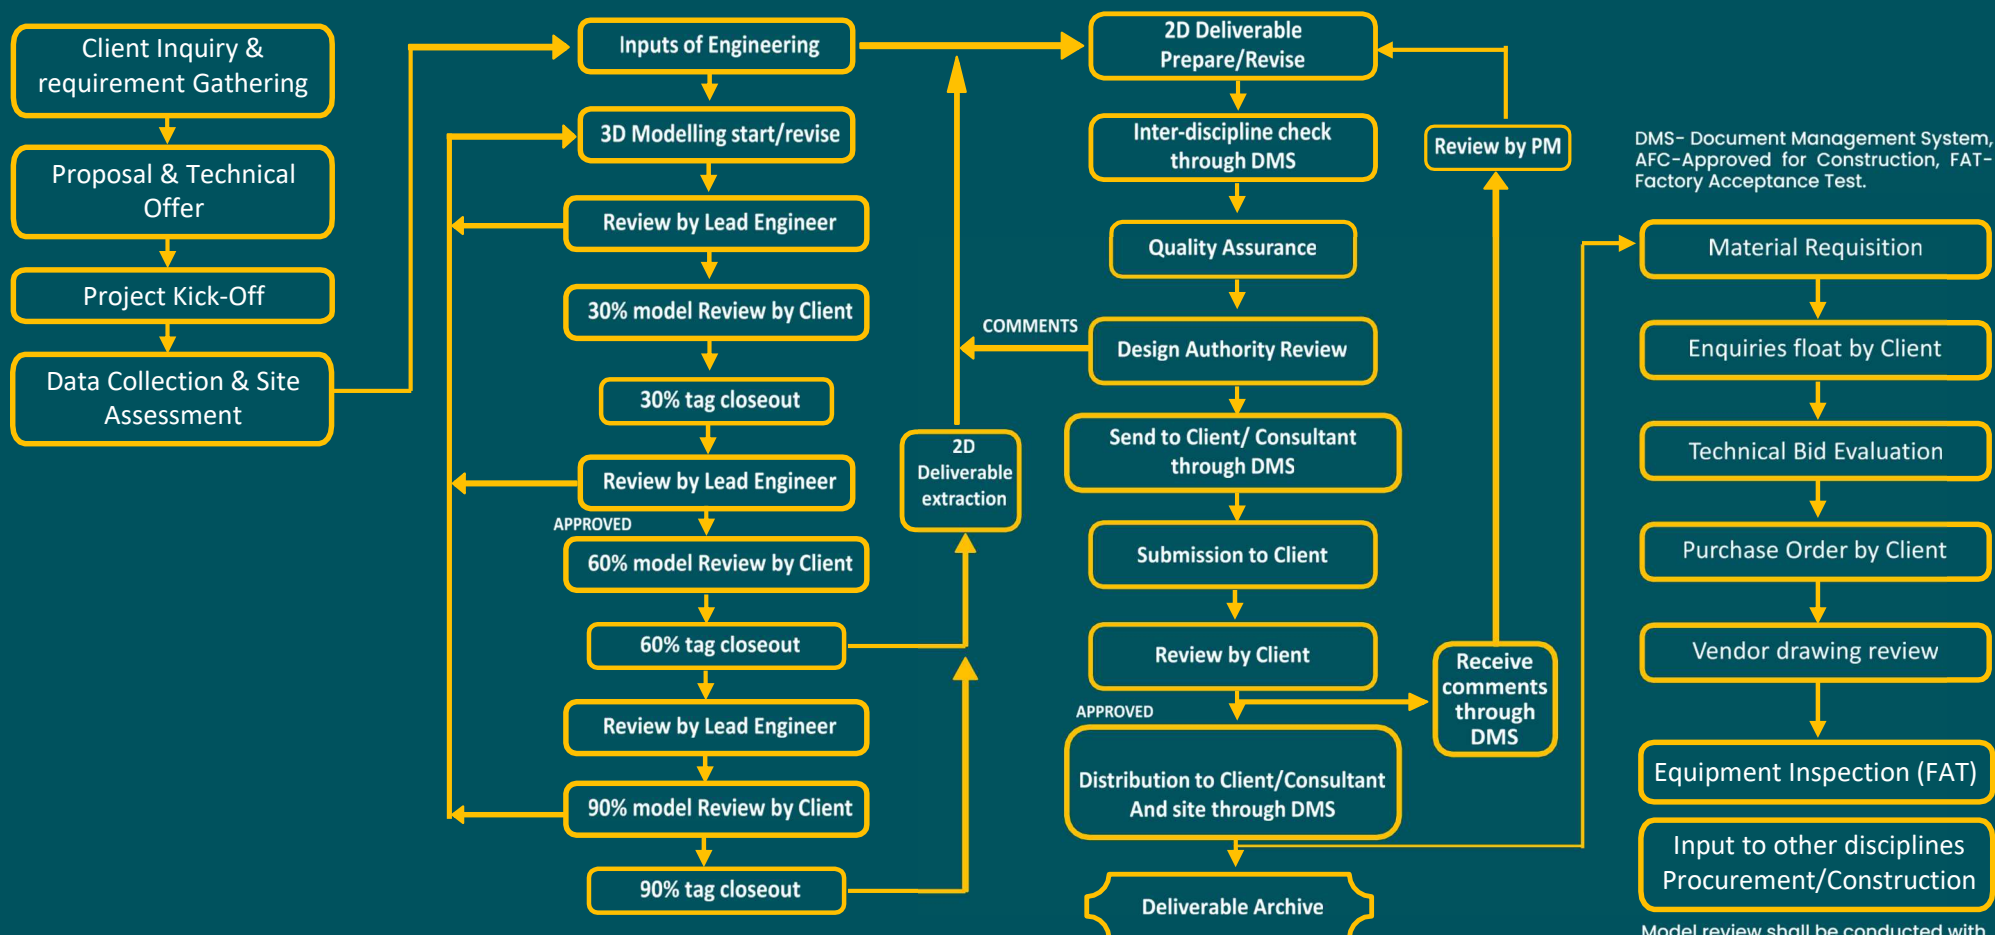 Client Inquiry &
requirement Gathering
Proposal & Technical
Offer
Project Kick-Off
Data Collection & Site
Assessment
Inputs of Engineering
3D Modelling start/revise
Review by Lead Engineer
30% model Review by Client
30% tag closeout
Review by Lead Engineer
APPROVED
60% model Review by Client
60% tag closeout
Review by Lead Engineer
90% model Review by Client
90% tag closeout
2D
Deliverable
extraction
2D Deliverable
Prepare/Revise
Inter-discipline check
through DMS
Quality Assurance
COMMENTS
Design Authority Review
Send to Client/ Consultant
through DMS
Submission to Client
Review by Client
APPROVED
Distribution to Client/Consultant
And site through DMS
Deliverable Archive
Review by PM
Receive
comments
through
DMS
DMS- Document Management System,
AFC-Approved for Construction, FAT-
Factory Acceptance Test.
Material Requisition
Enquiries float by Client
Technical Bid Evaluation
Purchase Order by Client
Vendor drawing review
Equipment Inspection (FAT)
Input to other disciplines
Procurement/Construction
Model review shall be conducted with